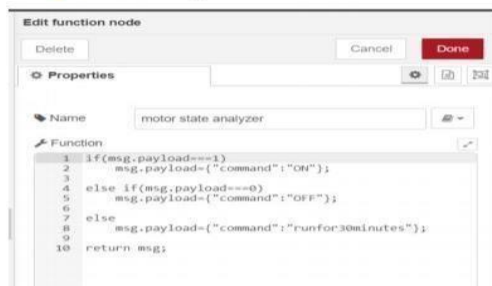 Edit function node
Delete Cancel Done
Properties
Name motor state analyzer
Function
1 if(msg.payload===1)
2 msg.payload={"command":"ON"};
3
4 else if(msg.payload===0)
5 msg.payload={"command":"OFF"};
6
7 else
8 msg.payload={"command":"runfor30minutes"};
9
10 return msg;